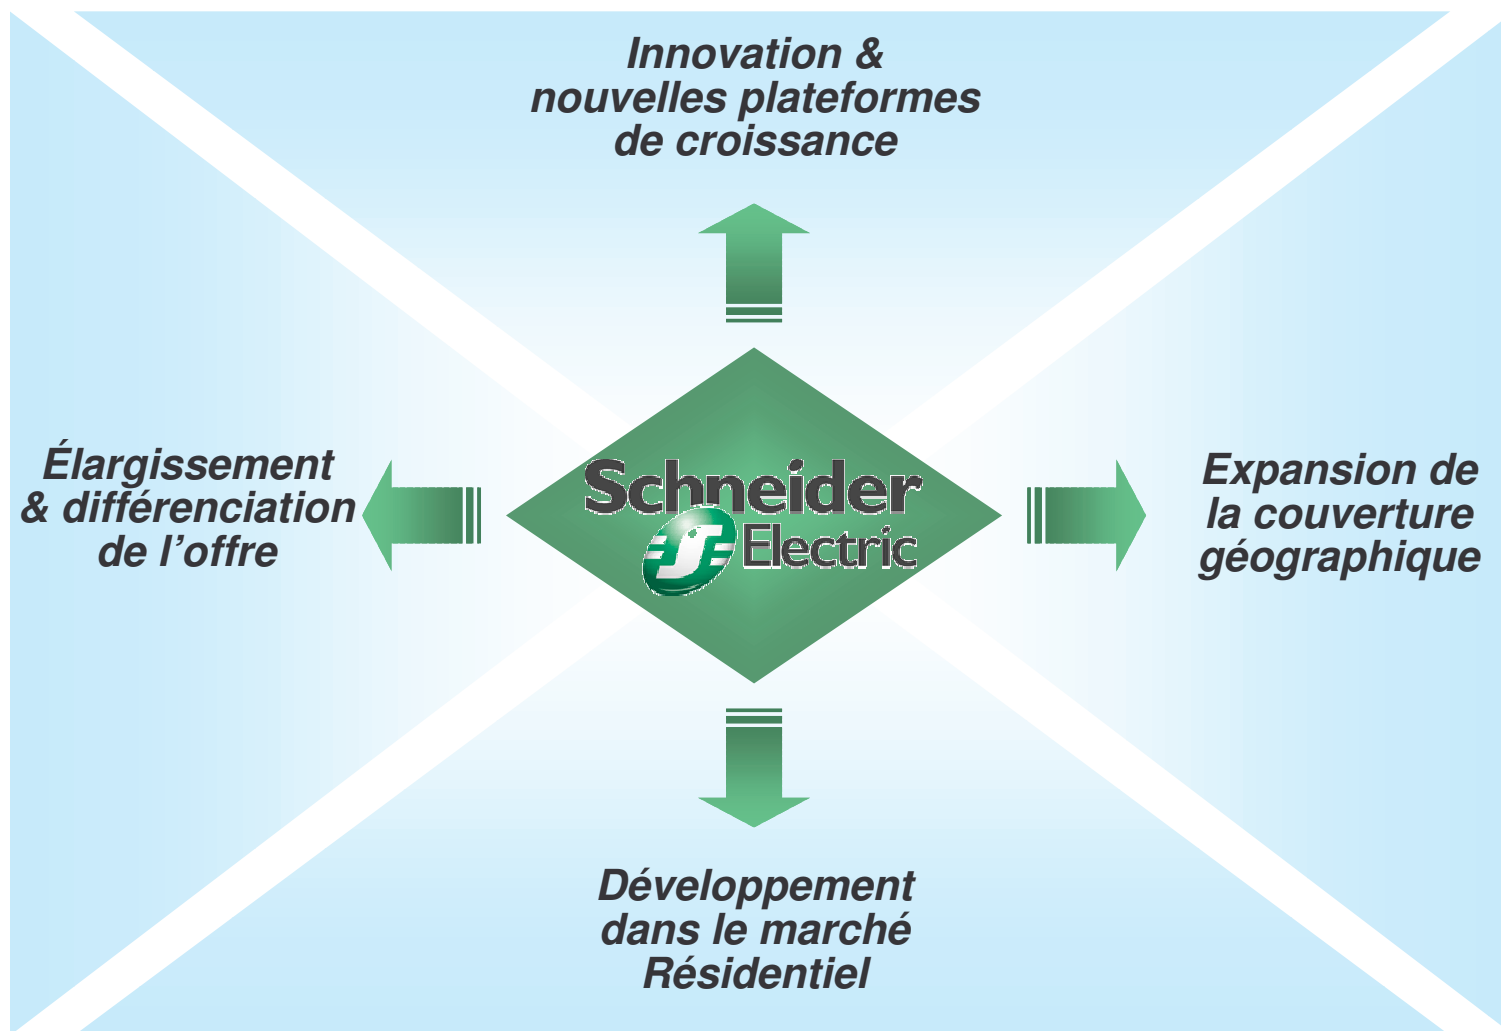 Innovation &
nouvelles plateformes
de croissance
Élargissement
& différenciation
de l’offre
Schneider
Electric
Expansion de
la couverture
géographique
Développement
dans le marché
Résidentiel